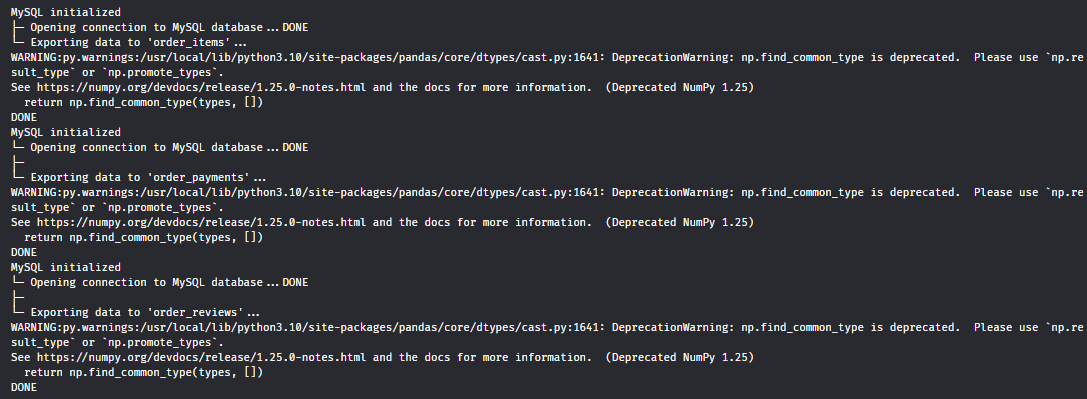 MySQL initialized
├─ Opening connection to MySQL database...DONE
└─ Exporting data to 'order_items'...
WARNING:py.warnings:/usr/local/lib/python3.10/site-packages/pandas/core/dtypes/cast.py:1641: DeprecationWarning: np.find_common_type is deprecated.  Please use `np.re
sult_type` or `np.promote_types`.
See https://numpy.org/devdocs/release/1.25.0-notes.html and the docs for more information.  (Deprecated NumPy 1.25)
  return np.find_common_type(types, [])
DONE
MySQL initialized
└─ Opening connection to MySQL database...DONE
├─
└─ Exporting data to 'order_payments'...
WARNING:py.warnings:/usr/local/lib/python3.10/site-packages/pandas/core/dtypes/cast.py:1641: DeprecationWarning: np.find_common_type is deprecated.  Please use `np.re
sult_type` or `np.promote_types`.
See https://numpy.org/devdocs/release/1.25.0-notes.html and the docs for more information.  (Deprecated NumPy 1.25)
  return np.find_common_type(types, [])
DONE
MySQL initialized
└─ Opening connection to MySQL database...DONE
├─
└─ Exporting data to 'order_reviews'...
WARNING:py.warnings:/usr/local/lib/python3.10/site-packages/pandas/core/dtypes/cast.py:1641: DeprecationWarning: np.find_common_type is deprecated.  Please use `np.re
sult_type` or `np.promote_types`.
See https://numpy.org/devdocs/release/1.25.0-notes.html and the docs for more information.  (Deprecated NumPy 1.25)
  return np.find_common_type(types, [])
DONE